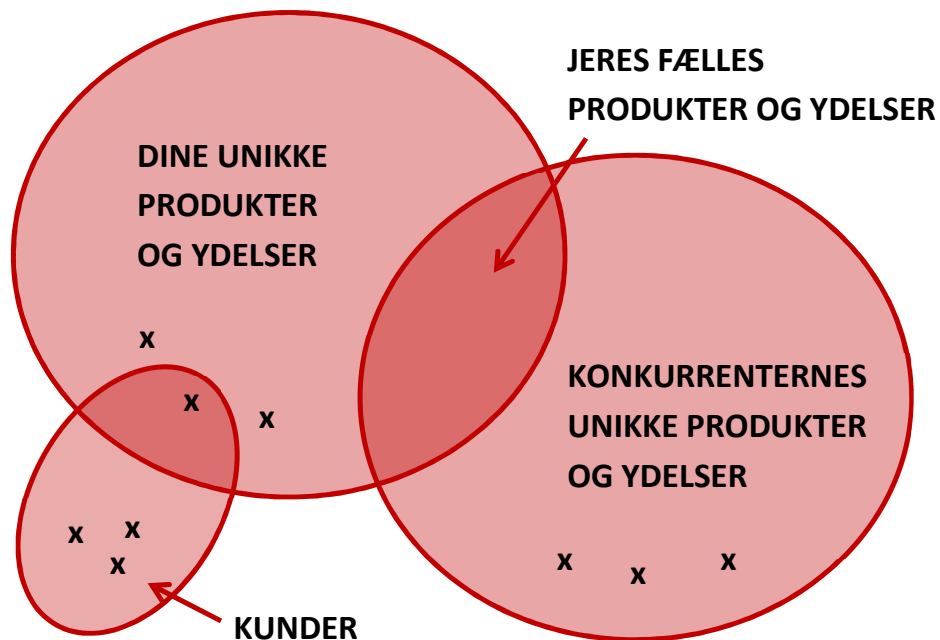 JERES FÆLLES
PRODUKTER OG YDELSER
DINE UNIKKE
PRODUKTER
OG YDELSER
x
x
x
KONKURRENTERNES
UNIKKE PRODUKTER
OG YDELSER
x
x
x
x
x
x
KUNDER